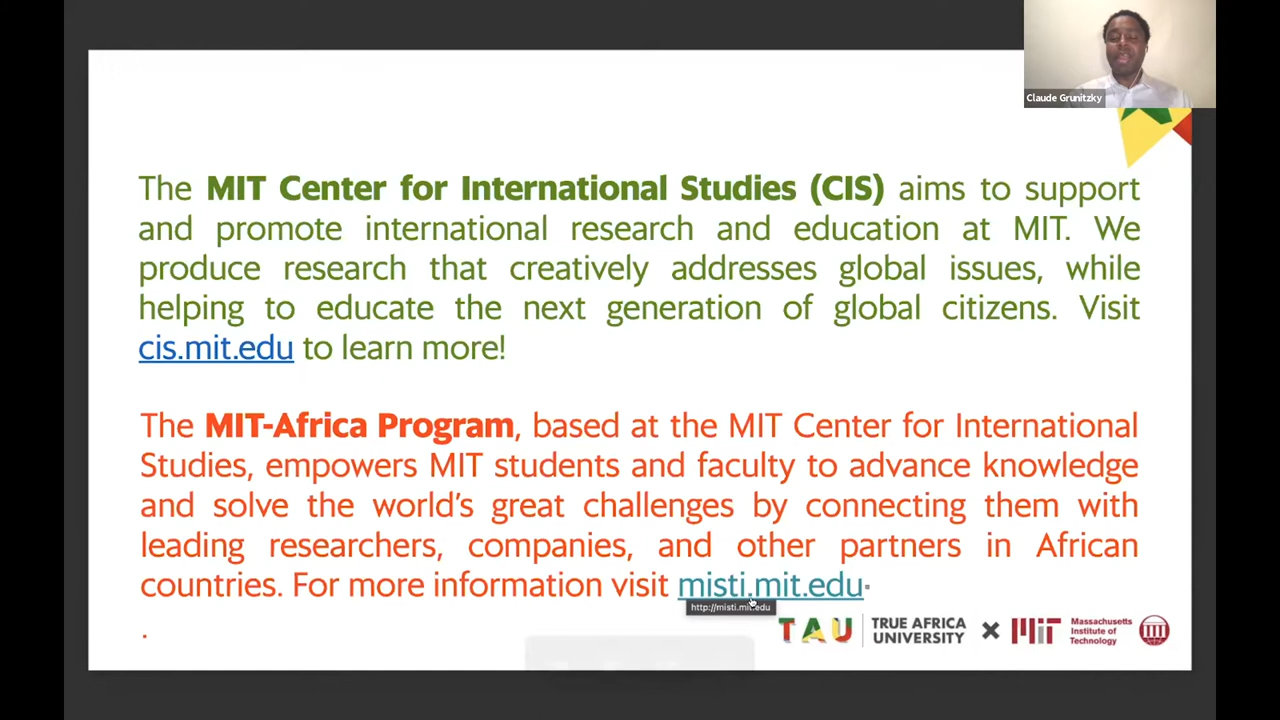 Claude Grunitzky
The MIT Center for International Studies (CIS) aims to support
and promote international research and education at MIT. We
produce research that creatively addresses global issues, while
helping to educate the next generation of global citizens. Visit
cis.mit.edu to learn more!
The MIT-Africa Program, based at the MIT Center for International
Studies, empowers MIT students and faculty to advance knowledge
and solve the world's great challenges by connecting them with
leading researchers, companies, and other partners in African
countries. For more information visit misti.mit.edu.
http://misti.mit.edu
.
TAU TRUE AFRICA
UNIVERSITY
MIT Massachusetts
Institute of
Technology